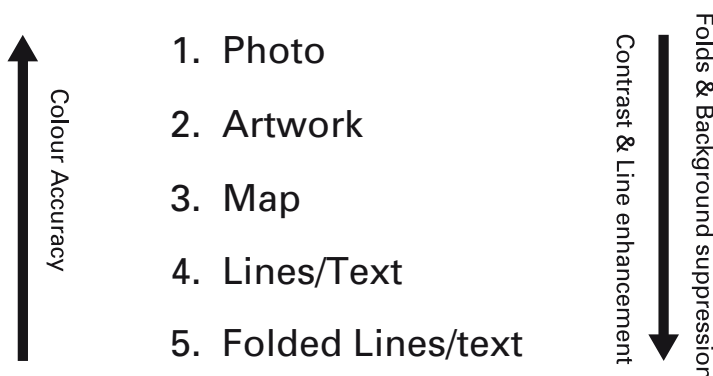 Colour Accuracy
1. Photo
2. Artwork
3. Map
4. Lines/Text
5. Folded Lines/text
Contrast & Line enhancement
Folds & Background suppression